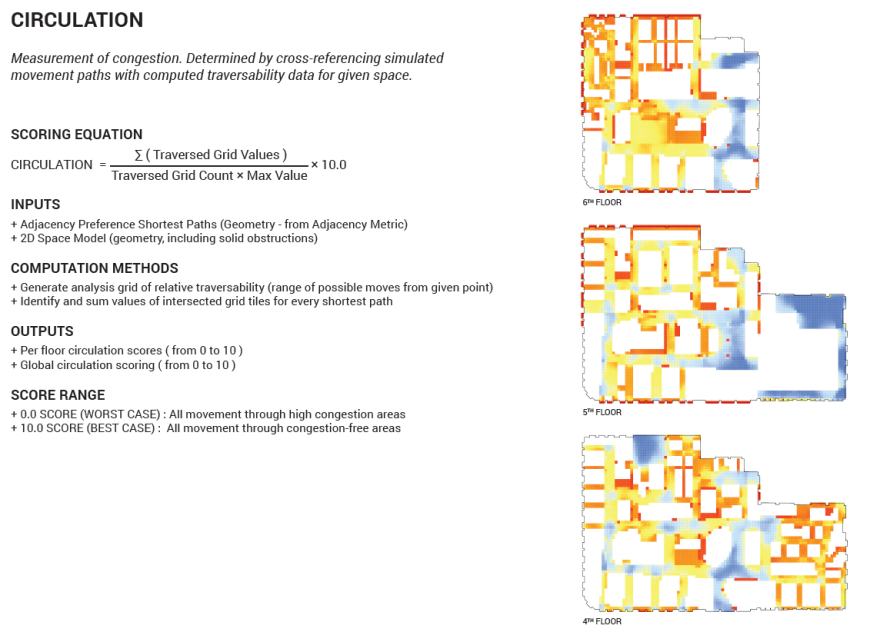 CIRCULATION
Measurement of congestion. Determined by cross-referencing simulated
movement paths with computed traversability data for given space.
SCORING EQUATION
CIRCULATION = ∑ ( Traversed Grid Values ) / Traversed Grid Count × Max Value × 10.0
INPUTS
+ Adjacency Preference Shortest Paths (Geometry - from Adjacency Metric)
+ 2D Space Model (geometry, including solid obstructions)
COMPUTATION METHODS
+ Generate analysis grid of relative traversability (range of possible moves from given point)
+ Identify and sum values of intersected grid tiles for every shortest path
OUTPUTS
+ Per floor circulation scores ( from 0 to 10 )
+ Global circulation scoring ( from 0 to 10 )
SCORE RANGE
+ 0.0 SCORE (WORST CASE) : All movement through high congestion areas
+ 10.0 SCORE (BEST CASE) : All movement through congestion-free areas
6TH FLOOR
5TH FLOOR
4TH FLOOR